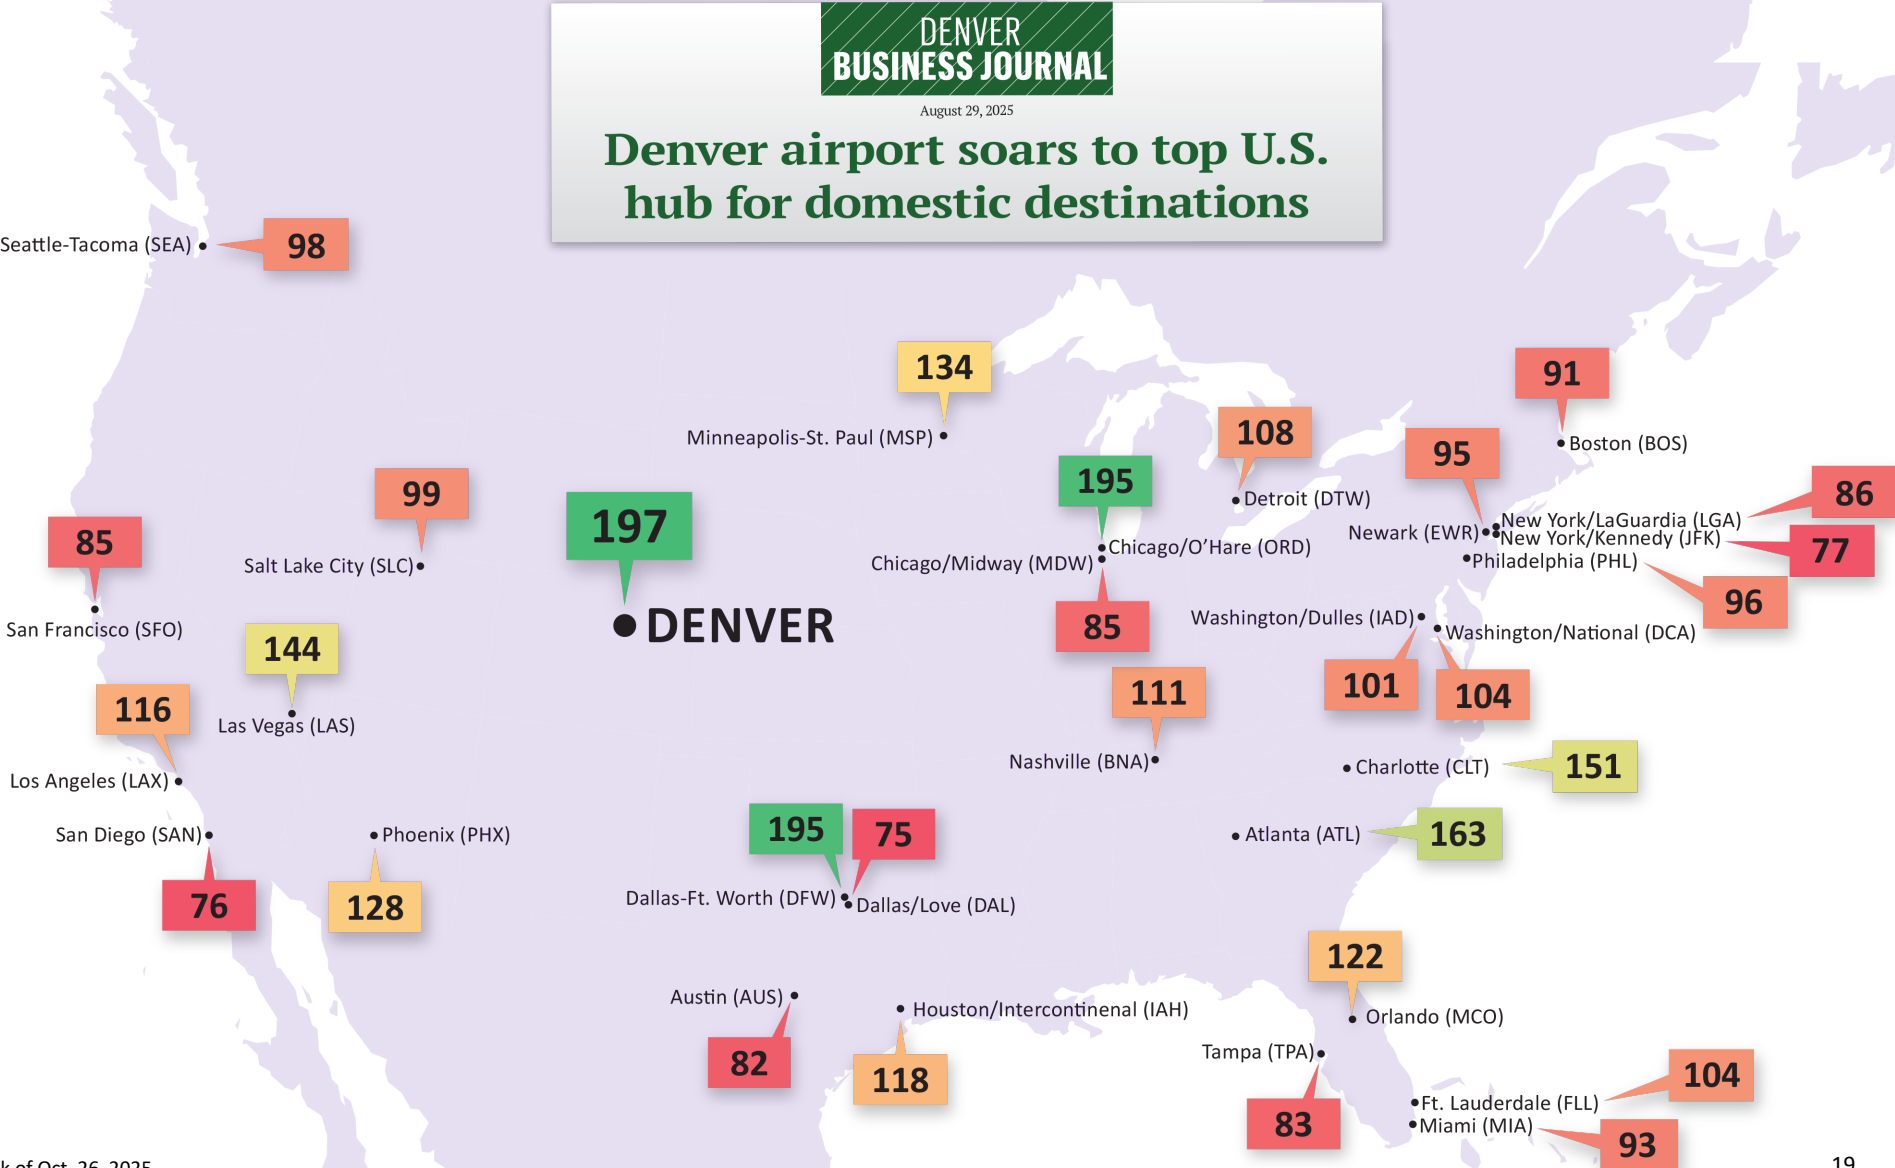 DENVER
BUSINESS JOURNAL
August 29, 2025
Denver airport soars to top U.S.
hub for domestic destinations
Seattle-Tacoma (SEA)
98
134
Minneapolis-St. Paul (MSP)
91
Boston (BOS)
108
Detroit (DTW)
95
Newark (EWR)
86
New York/LaGuardia (LGA)
New York/Kennedy (JFK)
77
Philadelphia (PHL)
96
195
Chicago/O'Hare (ORD)
Chicago/Midway (MDW)
85
99
Salt Lake City (SLC)
197
DENVER
85
San Francisco (SFO)
144
Las Vegas (LAS)
116
Los Angeles (LAX)
Washington/Dulles (IAD)
101
Washington/National (DCA)
104
111
Nashville (BNA)
Charlotte (CLT)
151
Atlanta (ATL)
163
San Diego (SAN)
76
Phoenix (PHX)
128
195
75
Dallas-Ft. Worth (DFW)
Dallas/Love (DAL)
Austin (AUS)
82
Houston/Intercontinenal (IAH)
118
122
Orlando (MCO)
Tampa (TPA)
83
Ft. Lauderdale (FLL)
104
Miami (MIA)
93
of Oct. 26, 2025
19